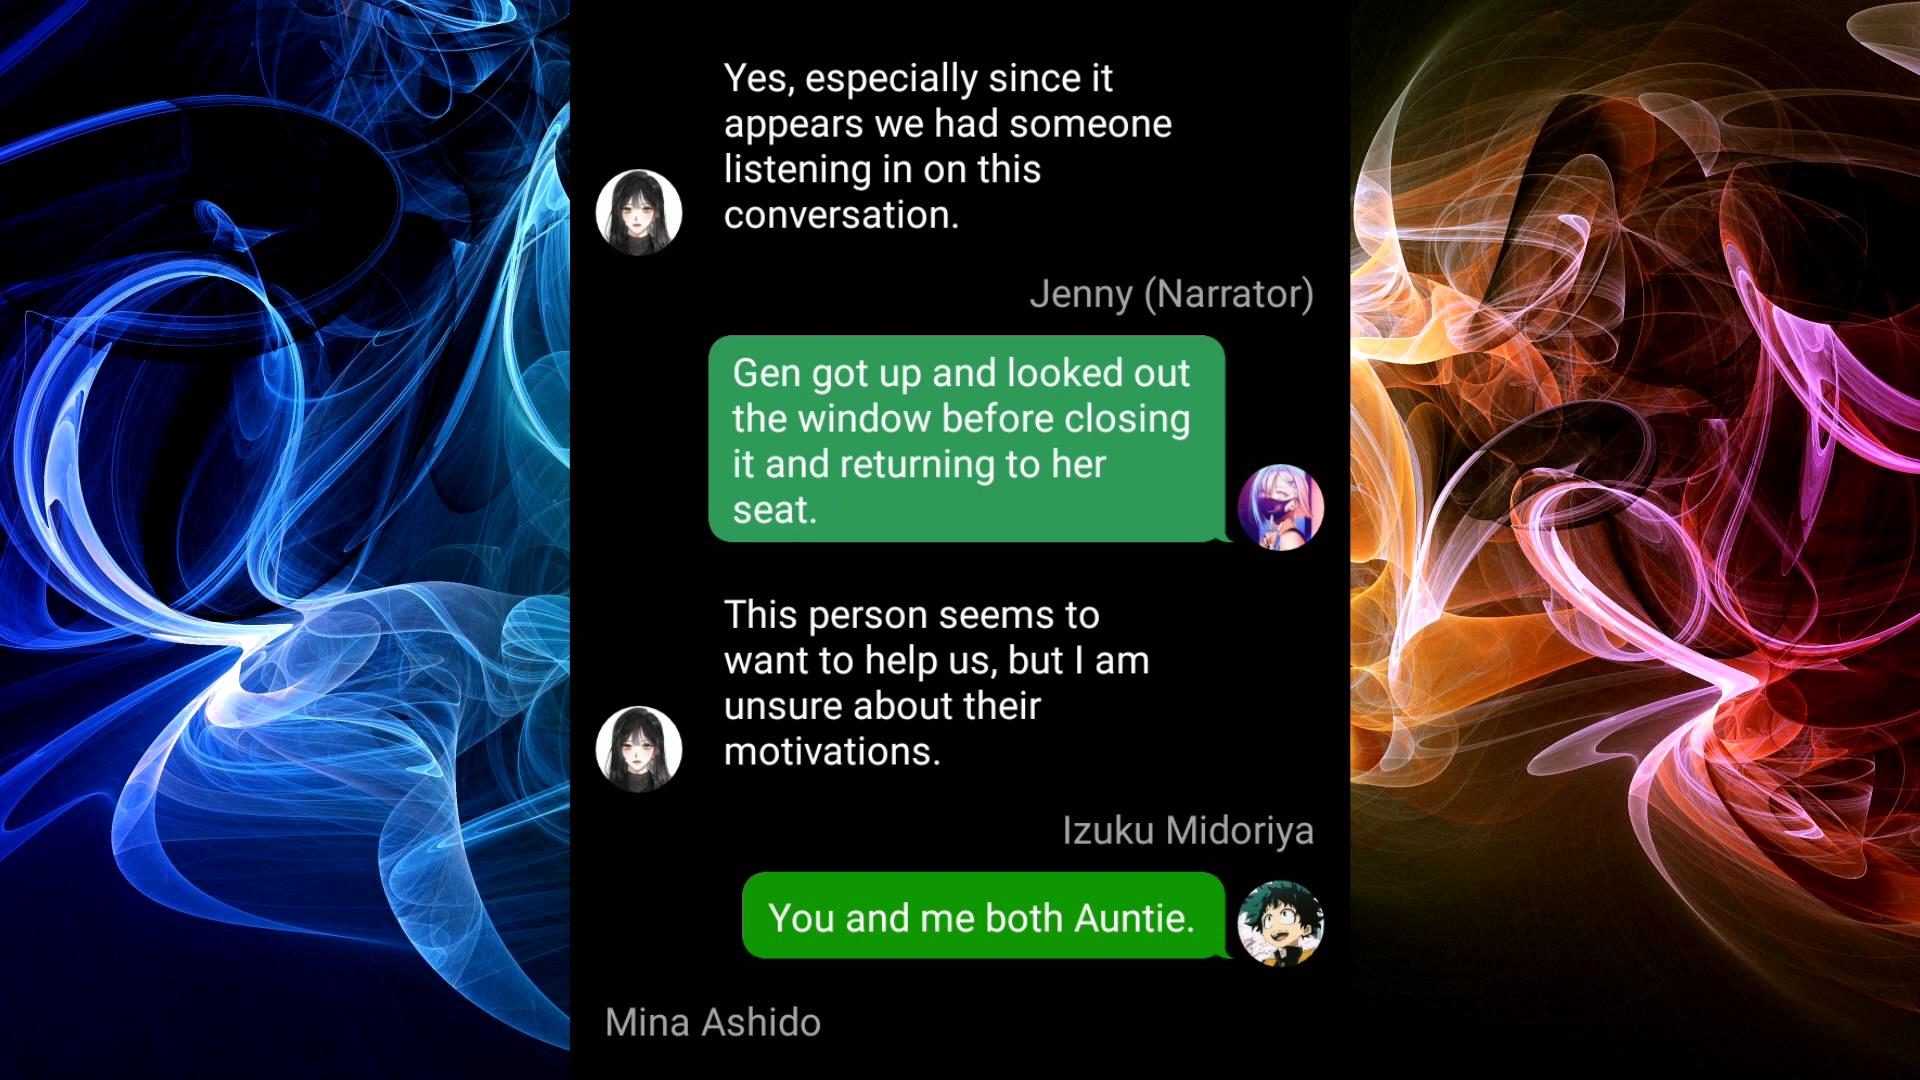 Yes, especially since it
appears we had someone
listening in on this
conversation.
Jenny (Narrator)
Gen got up and looked out
the window before closing
it and returning to her
seat.
This person seems to
want to help us, but I am
unsure about their
motivations.
Izuku Midoriya
You and me both Auntie.
Mina Ashido